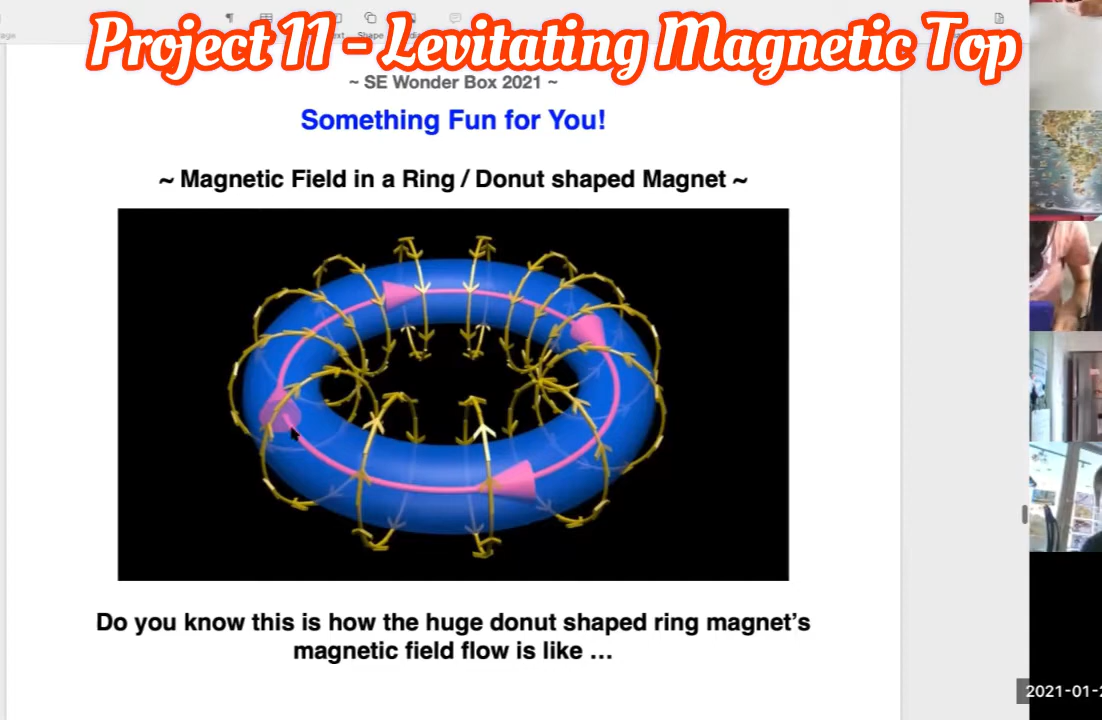 Project 11 - Levitating Magnetic Top
Shape
~ SE Wonder Box 2021 ~
Something Fun for You!
~ Magnetic Field in a Ring / Donut shaped Magnet ~
Do you know this is how the huge donut shaped ring magnet's
magnetic field flow is like ...
2021-01-2